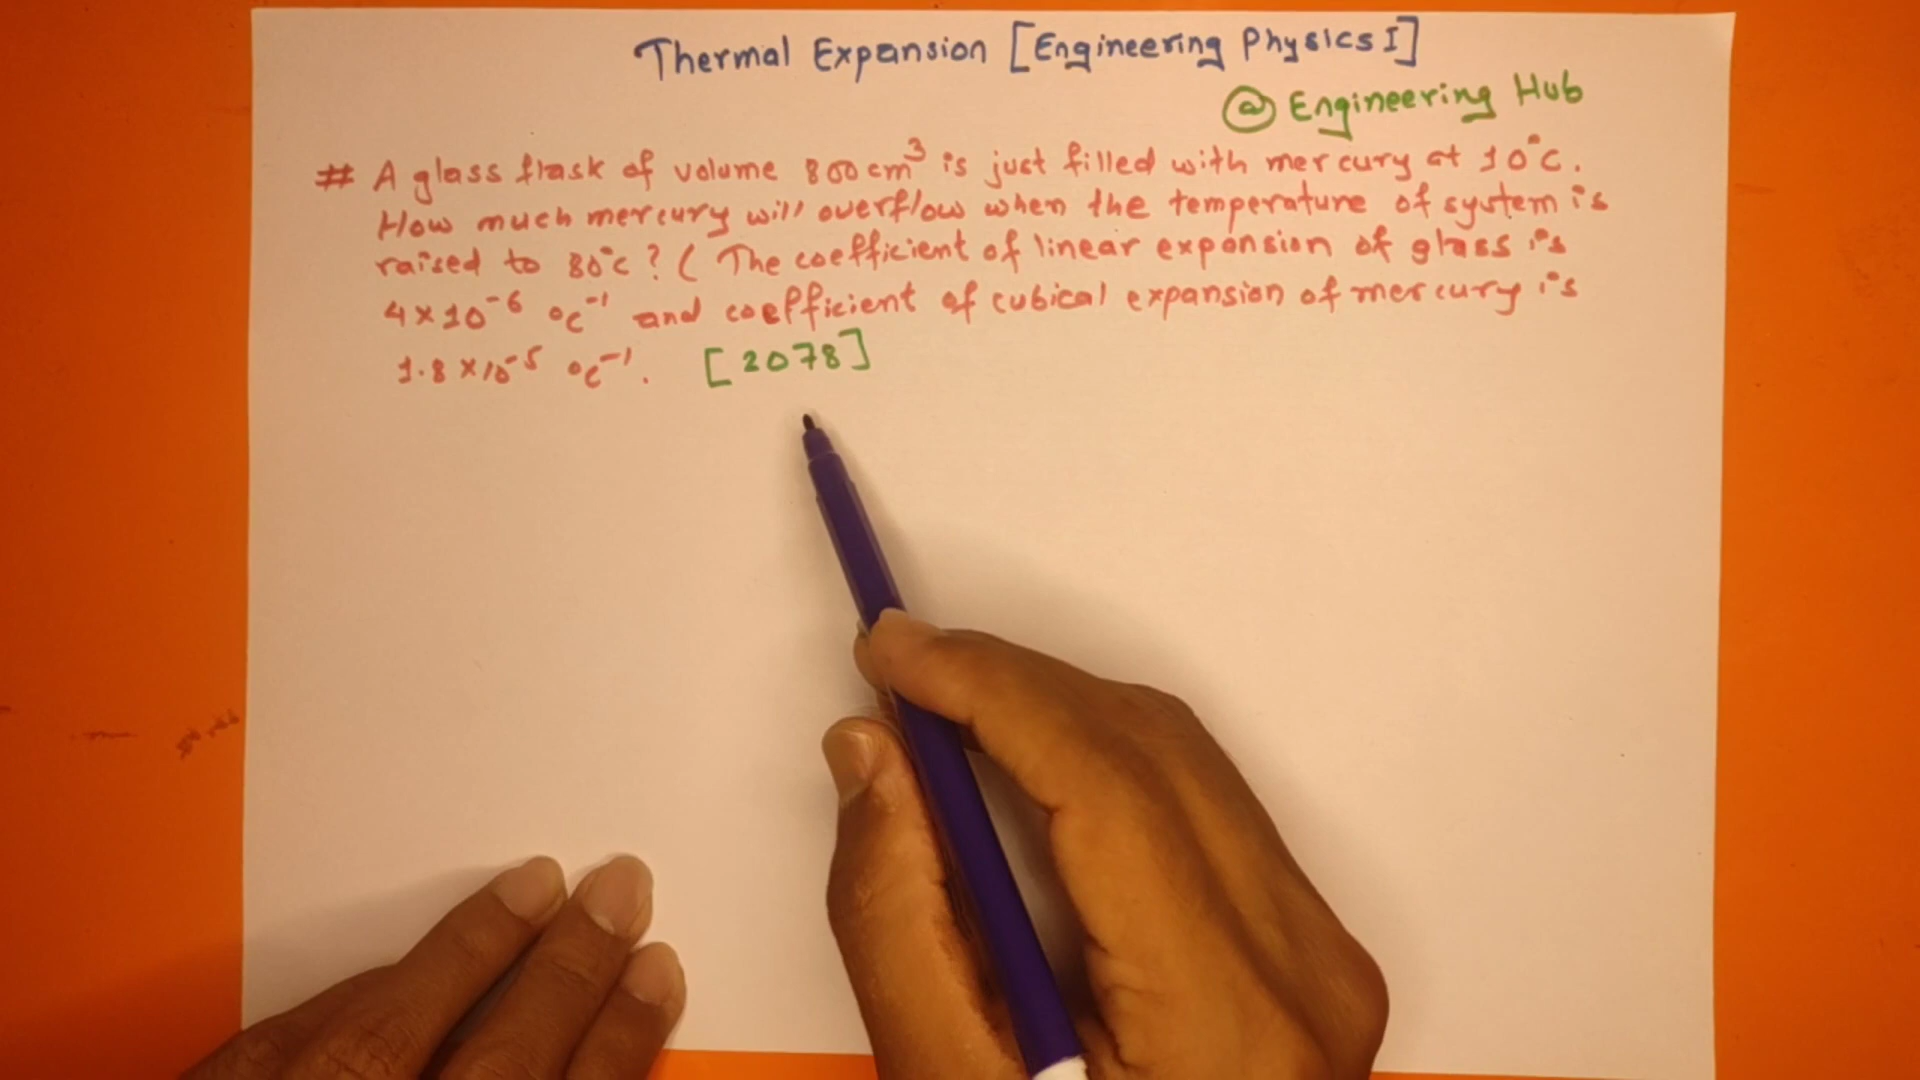 Thermal Expansion [Engineering Physics I]
@ Engineering Hub
# A glass flask of volume 800 cm³ is just filled with mercury at 10°C.
How much mercury will overflow when the temperature of system is
raised to 80°C? ( The coefficient of linear expansion of glass is
4×10⁻⁶ °C⁻¹ and coefficient of cubical expansion of mercury is
1.8×10⁻⁵ °C⁻¹. [2078]